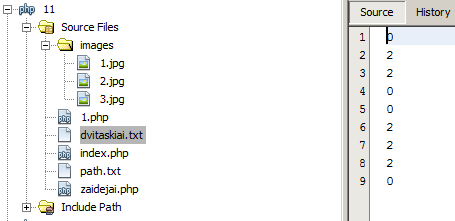 11
Source Files
images
1.jpg
2.jpg
3.jpg
1.php
dvitaskiai.txt
index.php
path.txt
zaidejai.php
Include Path
Source History
1 0
2 2
3 2
4 0
5 0
6 2
7 2
8 2
9 0